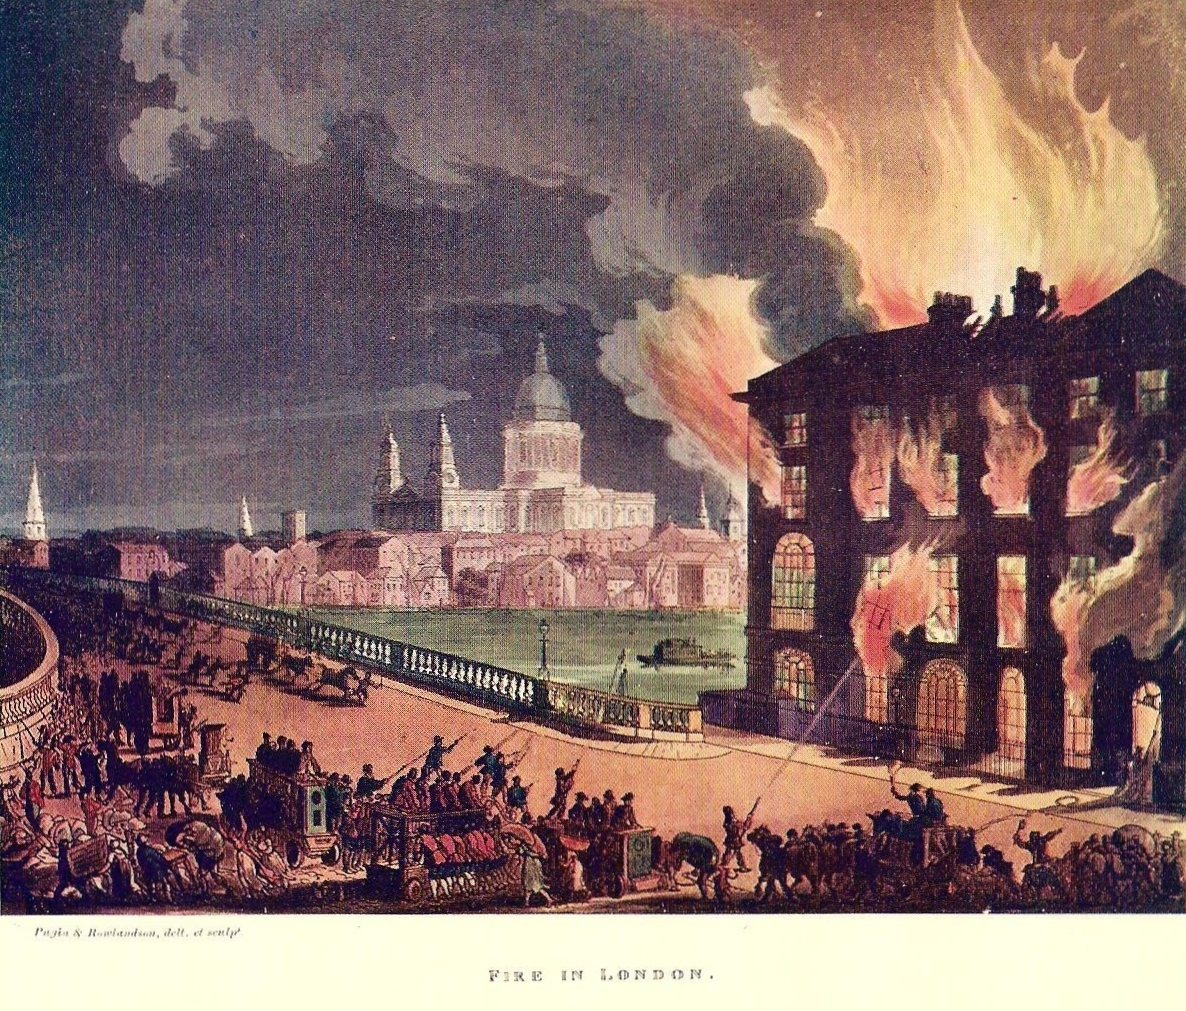 Pugin & Rowlandson, delt. et sculpt.
FIRE IN LONDON.